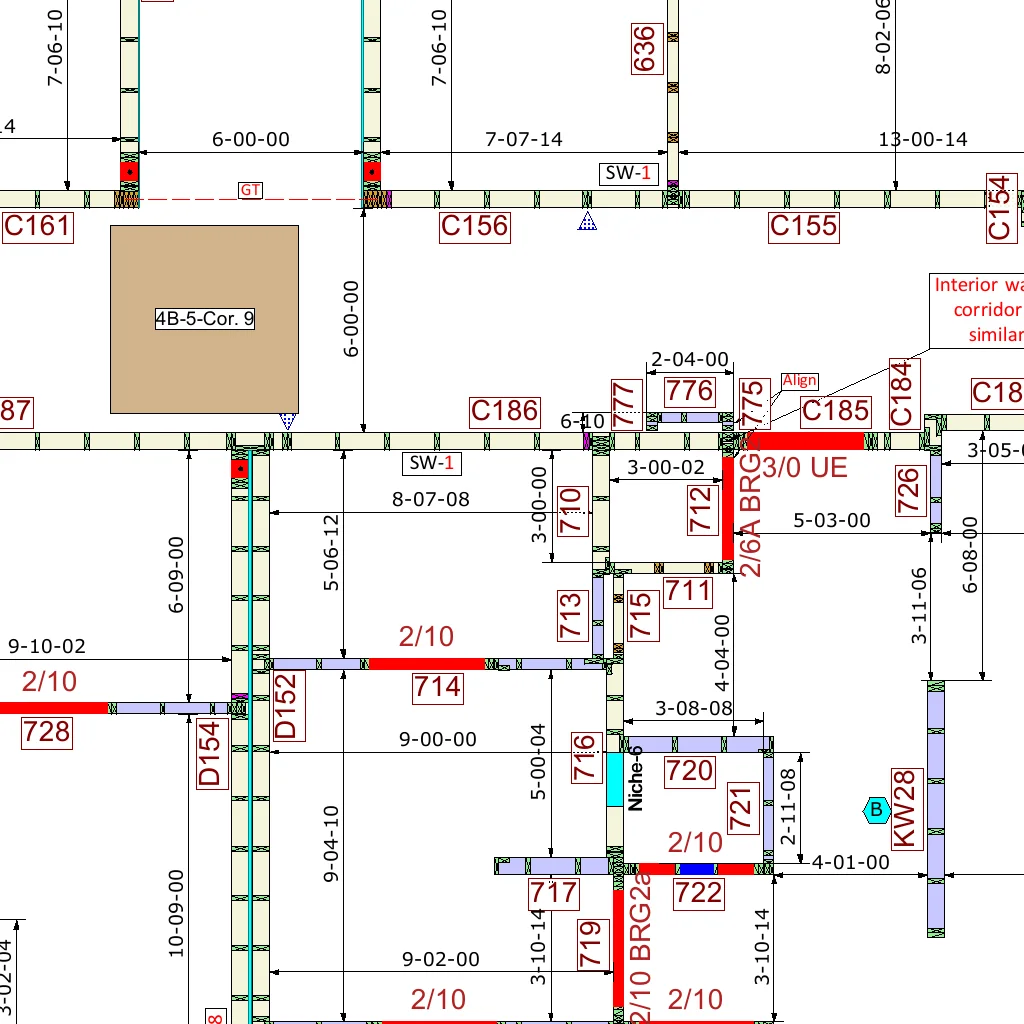 7-06-10
7-06-10
636
8-02-06
6-00-00
7-07-14
13-00-14
SW-1
GT
C161
C156
C155
C154
4B-5-Cor. 9
6-00-00
Interior
corridor
2-04-00
777
776
775
Align
C184
C186
6-10
C185
SW-1
3/0 UE
8-07-08
3-00-02
3-00-00
710
712
2/6A BRG
726
5-03-00
5-06-12
6-09-00
6-08-00
3-11-06
711
713
715
9-10-02
2/10
2/10
714
4-04-00
728
D154
D152
9-00-00
3-08-08
716
720
Niche-6
5-00-04
721
2-11-08
B
KW28
9-04-10
2/10
4-01-00
717
722
10-09-00
719
2/10 BRG2a
3-10-14
3-10-14
3-02-04
9-02-00
2/10
2/10